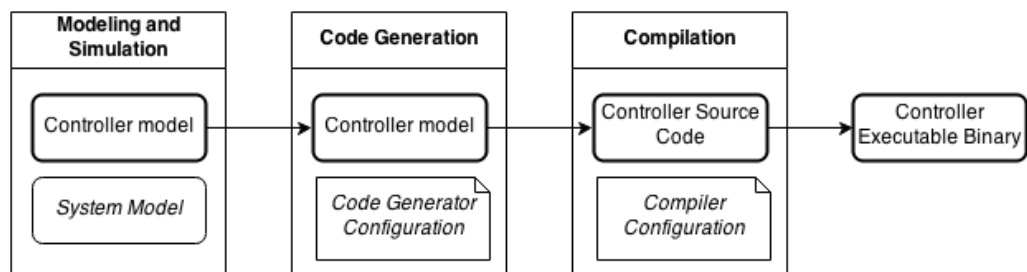 Modeling and
Simulation
Code Generation
Compilation
Controller model
Controller model
Controller Source
Code
Controller
Executable Binary
System Model
Code Generator
Configuration
Compiler
Configuration